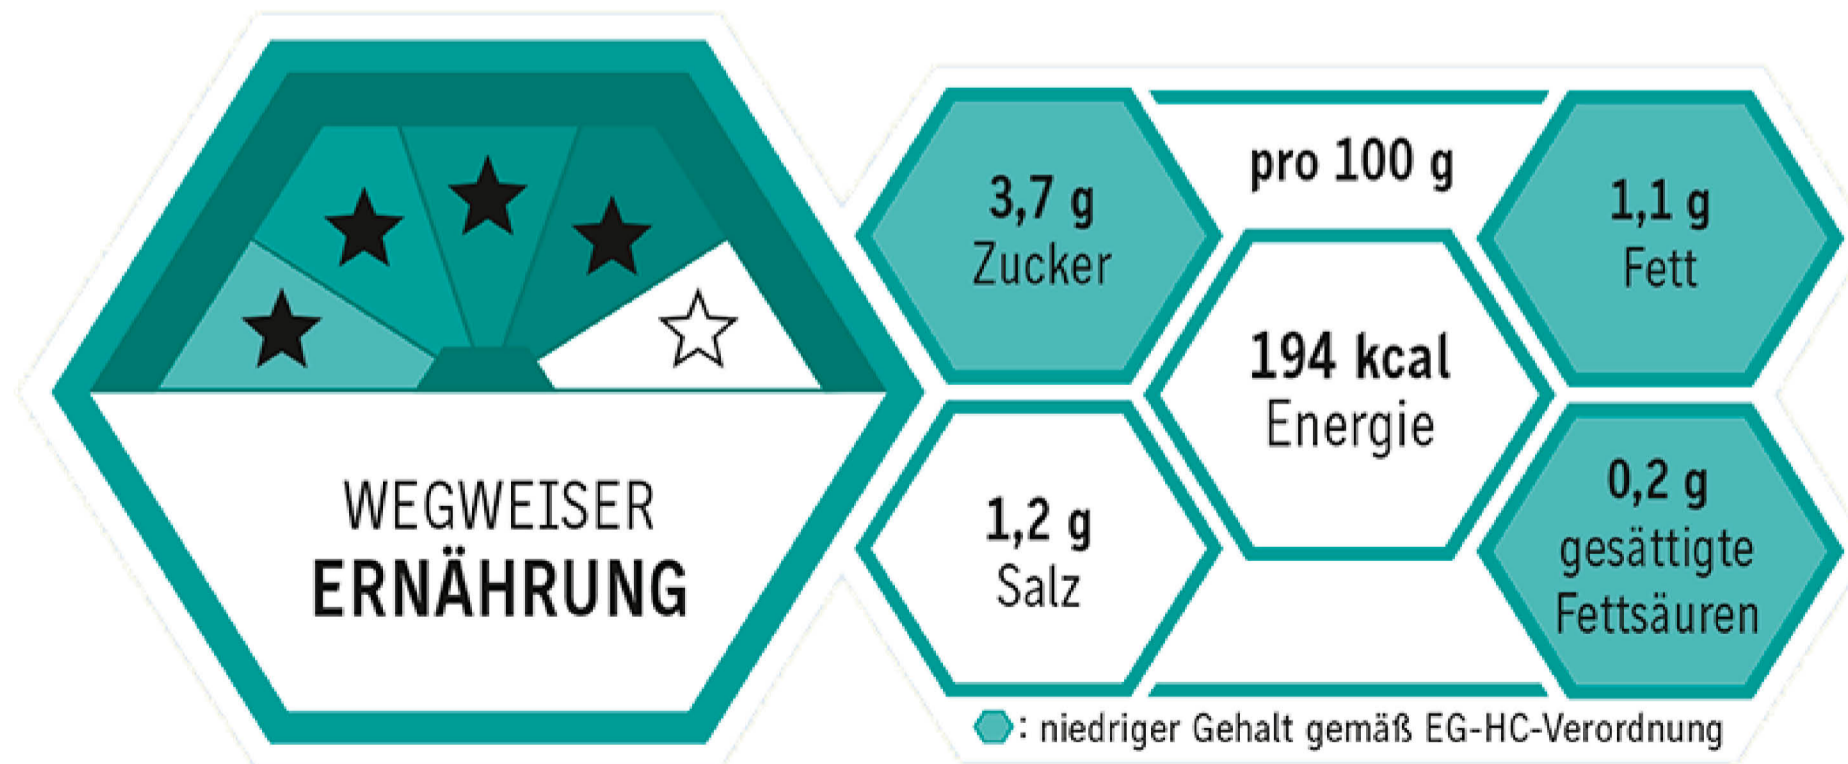 WEGWEISER
ERNÄHRUNG
pro 100 g
3,7 g
Zucker
1,1 g
Fett
194 kcal
Energie
1,2 g
Salz
0,2 g
gesättigte
Fettsäuren
: niedriger Gehalt gemäß EG-HC-Verordnung